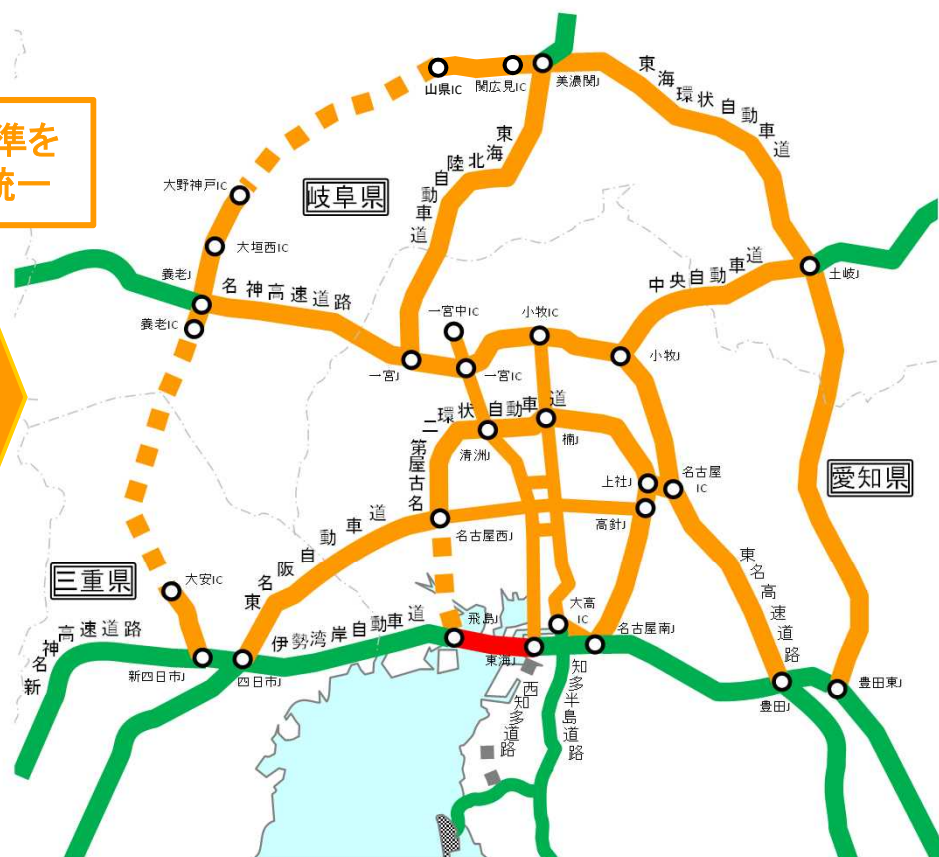 準を
統一
山県IC
関広見IC
美濃関J
東海環状自動車道
東海北陸自動車道
大野神戸IC
岐阜県
大垣西IC
養老J
名神高速道路
中央自動車道
土岐J
養老IC
一宮中IC
小牧IC
一宮J
一宮IC
小牧J
名古屋第二環状自動車道
清洲J
楠J
上社J
名古屋
IC
愛知県
高針J
名古屋西J
東名阪自動車道
東名高速道路
三重県
大安IC
新名神高速道路
伊勢湾岸自動車道
飛島J
大高
IC
名古屋南J
東海J
新四日市J
四日市J
西知多道路
知多半島道路
豊田J
豊田東J